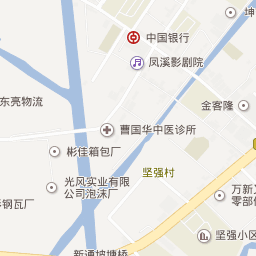 坤
中国银行
凤溪影剧院
东亮物流
金客隆
曹国华中医诊所
彬佳箱包厂
坚强村
光风实业有限
公司泡沫厂
万新
零部
钢瓦厂
坚强小区
新通坡塘桥